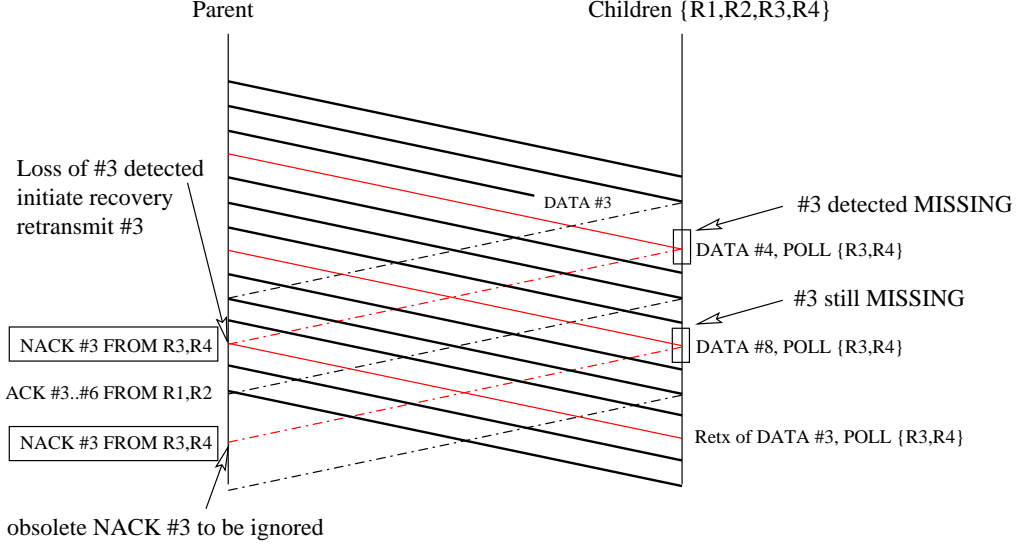 Parent
Children {R1,R2,R3,R4}
Loss of #3 detected
initiate recovery
retransmit #3
DATA #3
#3 detected MISSING
DATA #4, POLL {R3,R4}
#3 still MISSING
NACK #3 FROM R3,R4
DATA #8, POLL {R3,R4}
ACK #3..#6 FROM R1,R2
NACK #3 FROM R3,R4
Retx of DATA #3, POLL {R3,R4}
obsolete NACK #3 to be ignored